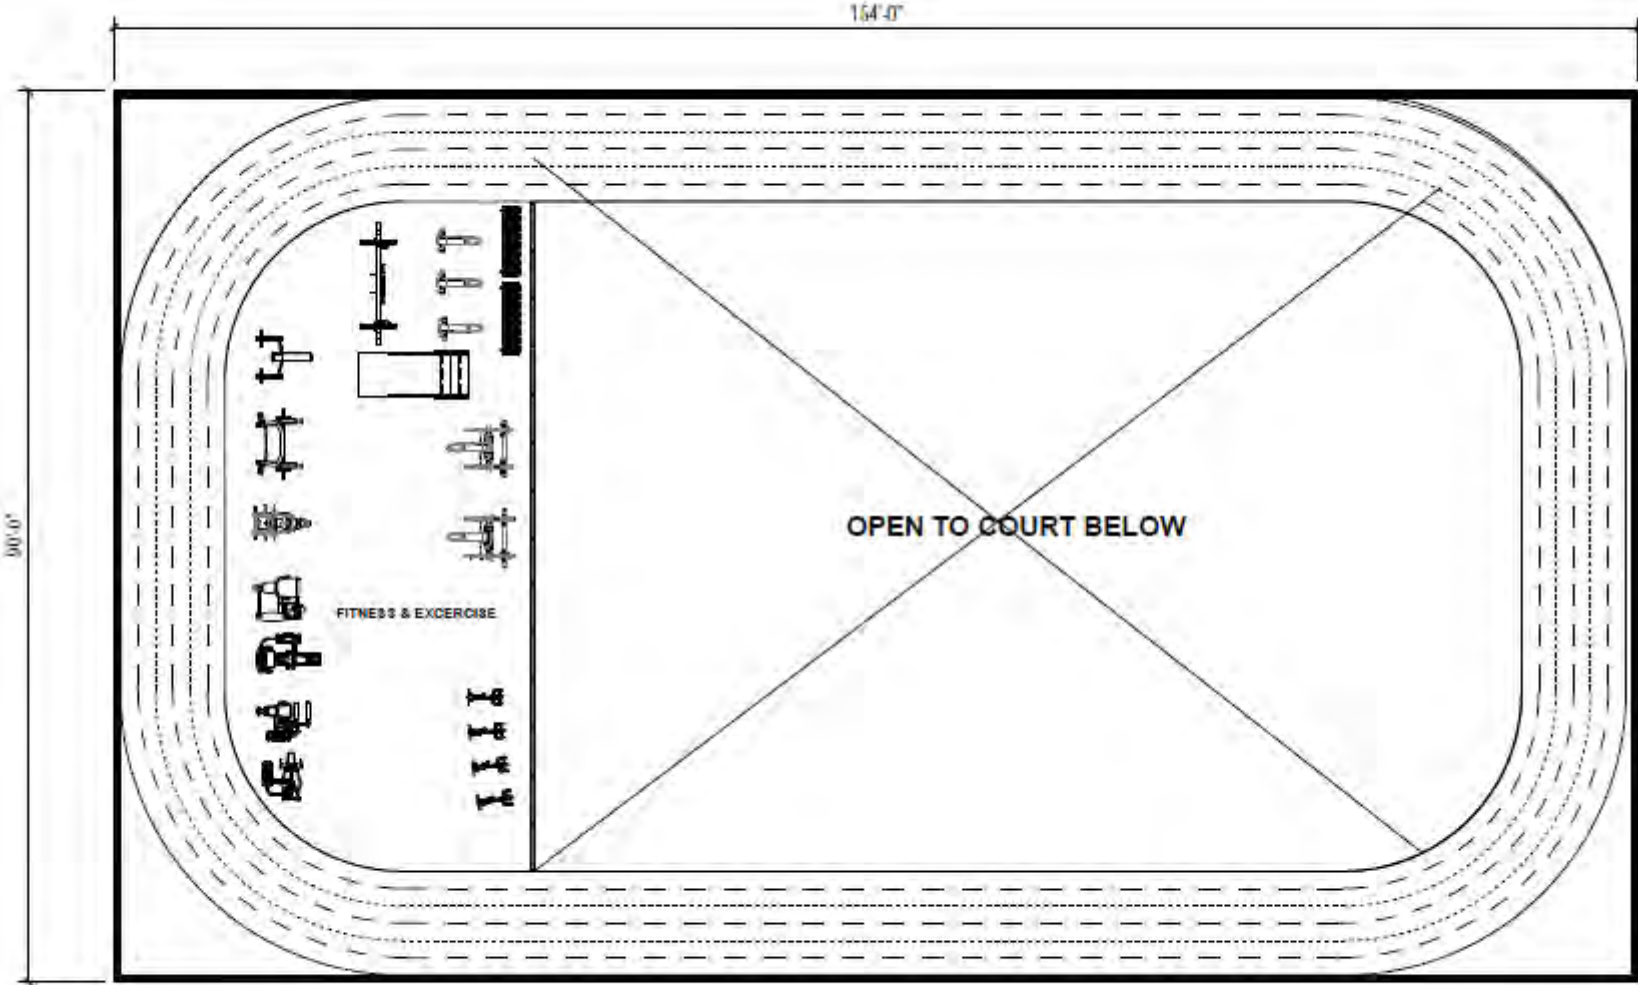 154'-0"
90'-0"
OPEN TO COURT BELOW
FITNESS & EXCERCISE